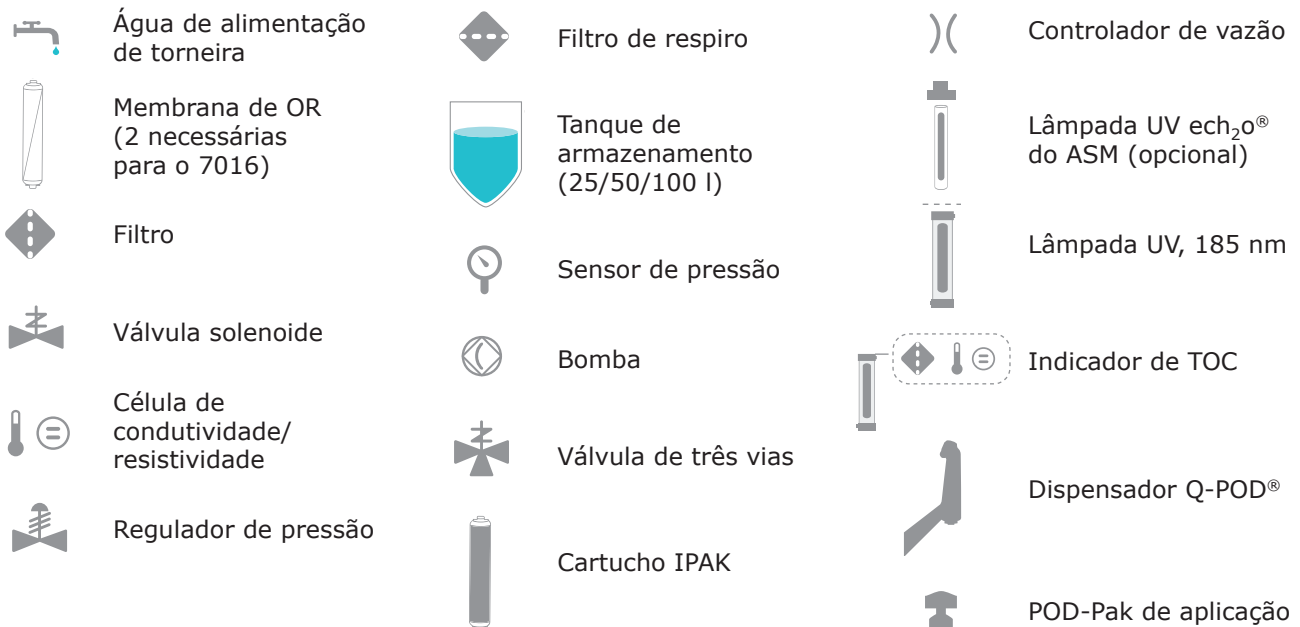 Água de alimentação
de torneira
Membrana de OR
(2 necessárias
para o 7016)
Filtro
Válvula solenoide
Célula de
condutividade/
resistividade
Regulador de pressão
Filtro de respiro
Tanque de
armazenamento
(25/50/100 l)
Sensor de pressão
Bomba
Válvula de três vias
Cartucho IPAK
Controlador de vazão
Lâmpada UV ech₂o®
do ASM (opcional)
Lâmpada UV, 185 nm
Indicador de TOC
Dispensador Q-POD®
POD-Pak de aplicação